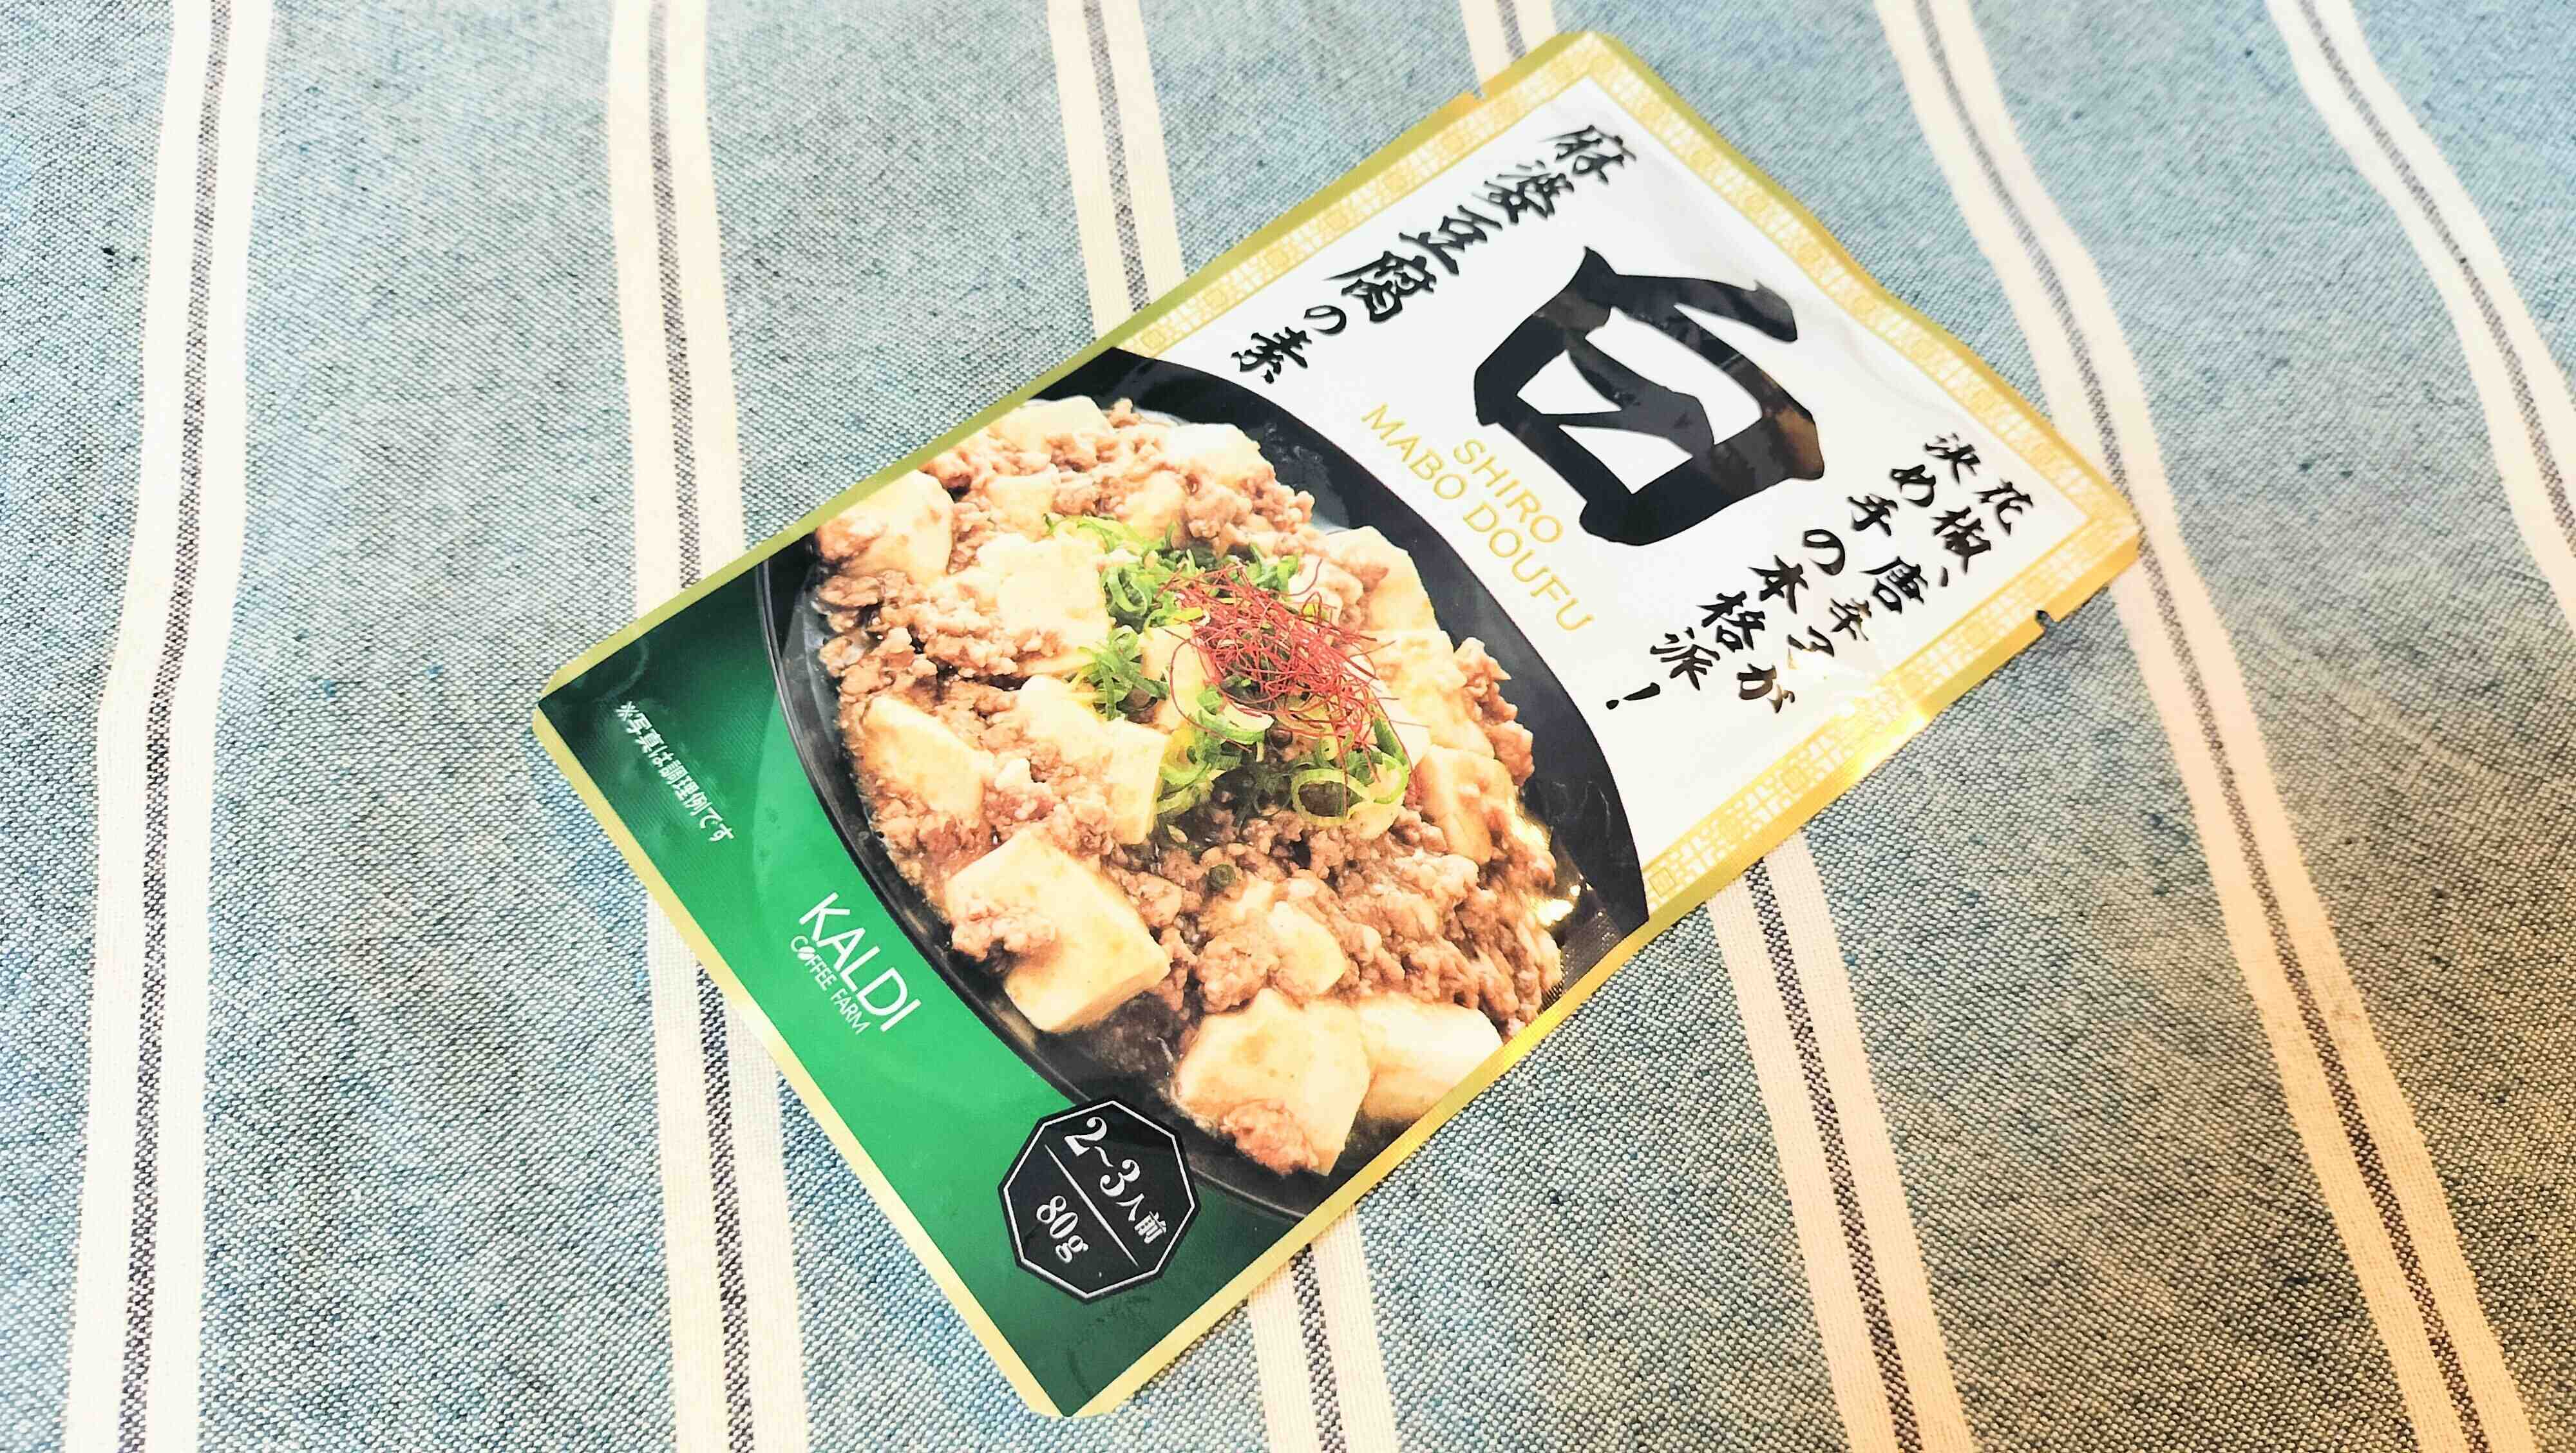 花椒、唐辛子が
決め手の本格派！
白
麻婆豆腐の素
SHIRO
MABO DOUFU
※写真は調理例です
KALDI
COFFEE FARM
2~3人前
80g